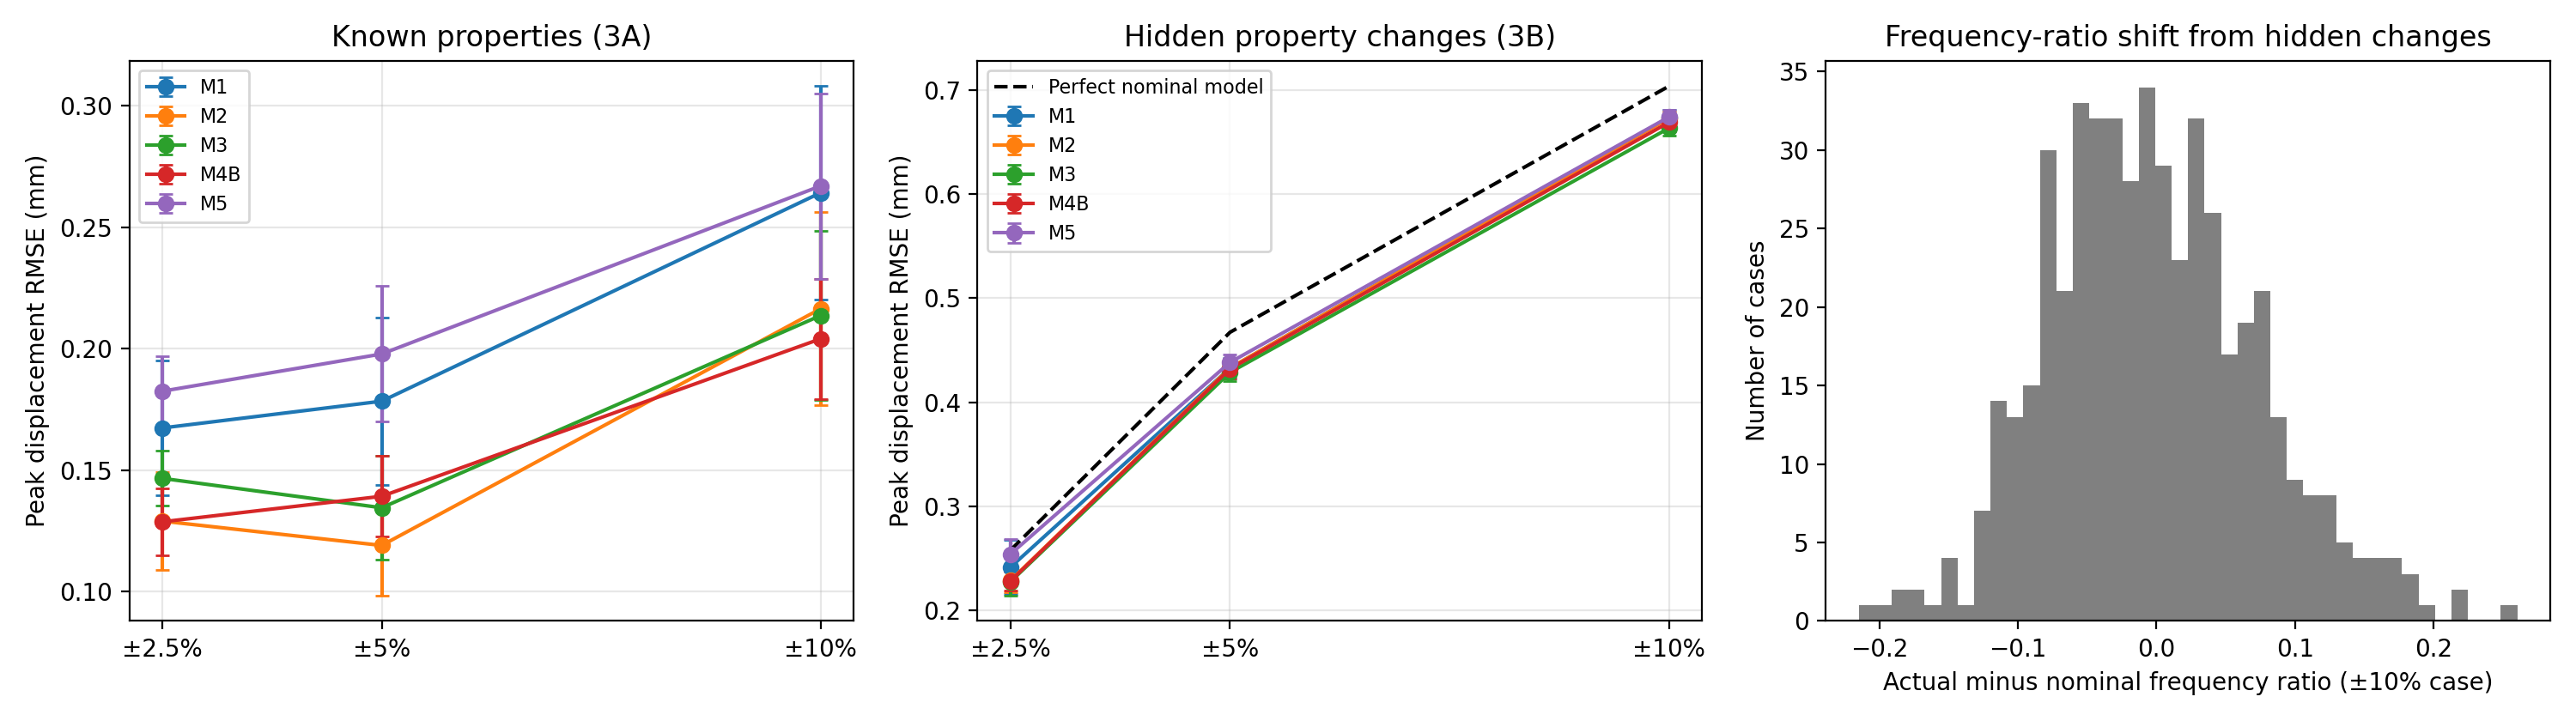 Known properties (3A)
Peak displacement RMSE (mm)
0.30
0.25
0.20
0.15
0.10
M1
M2
M3
M4B
M5
±2.5%
±5%
±10%
Hidden property changes (3B)
Peak displacement RMSE (mm)
0.7
0.6
0.5
0.4
0.3
0.2
Perfect nominal model
M1
M2
M3
M4B
M5
±2.5%
±5%
±10%
Frequency-ratio shift from hidden changes
Number of cases
35
30
25
20
15
10
5
0
−0.2
−0.1
0.0
0.1
0.2
Actual minus nominal frequency ratio (±10% case)